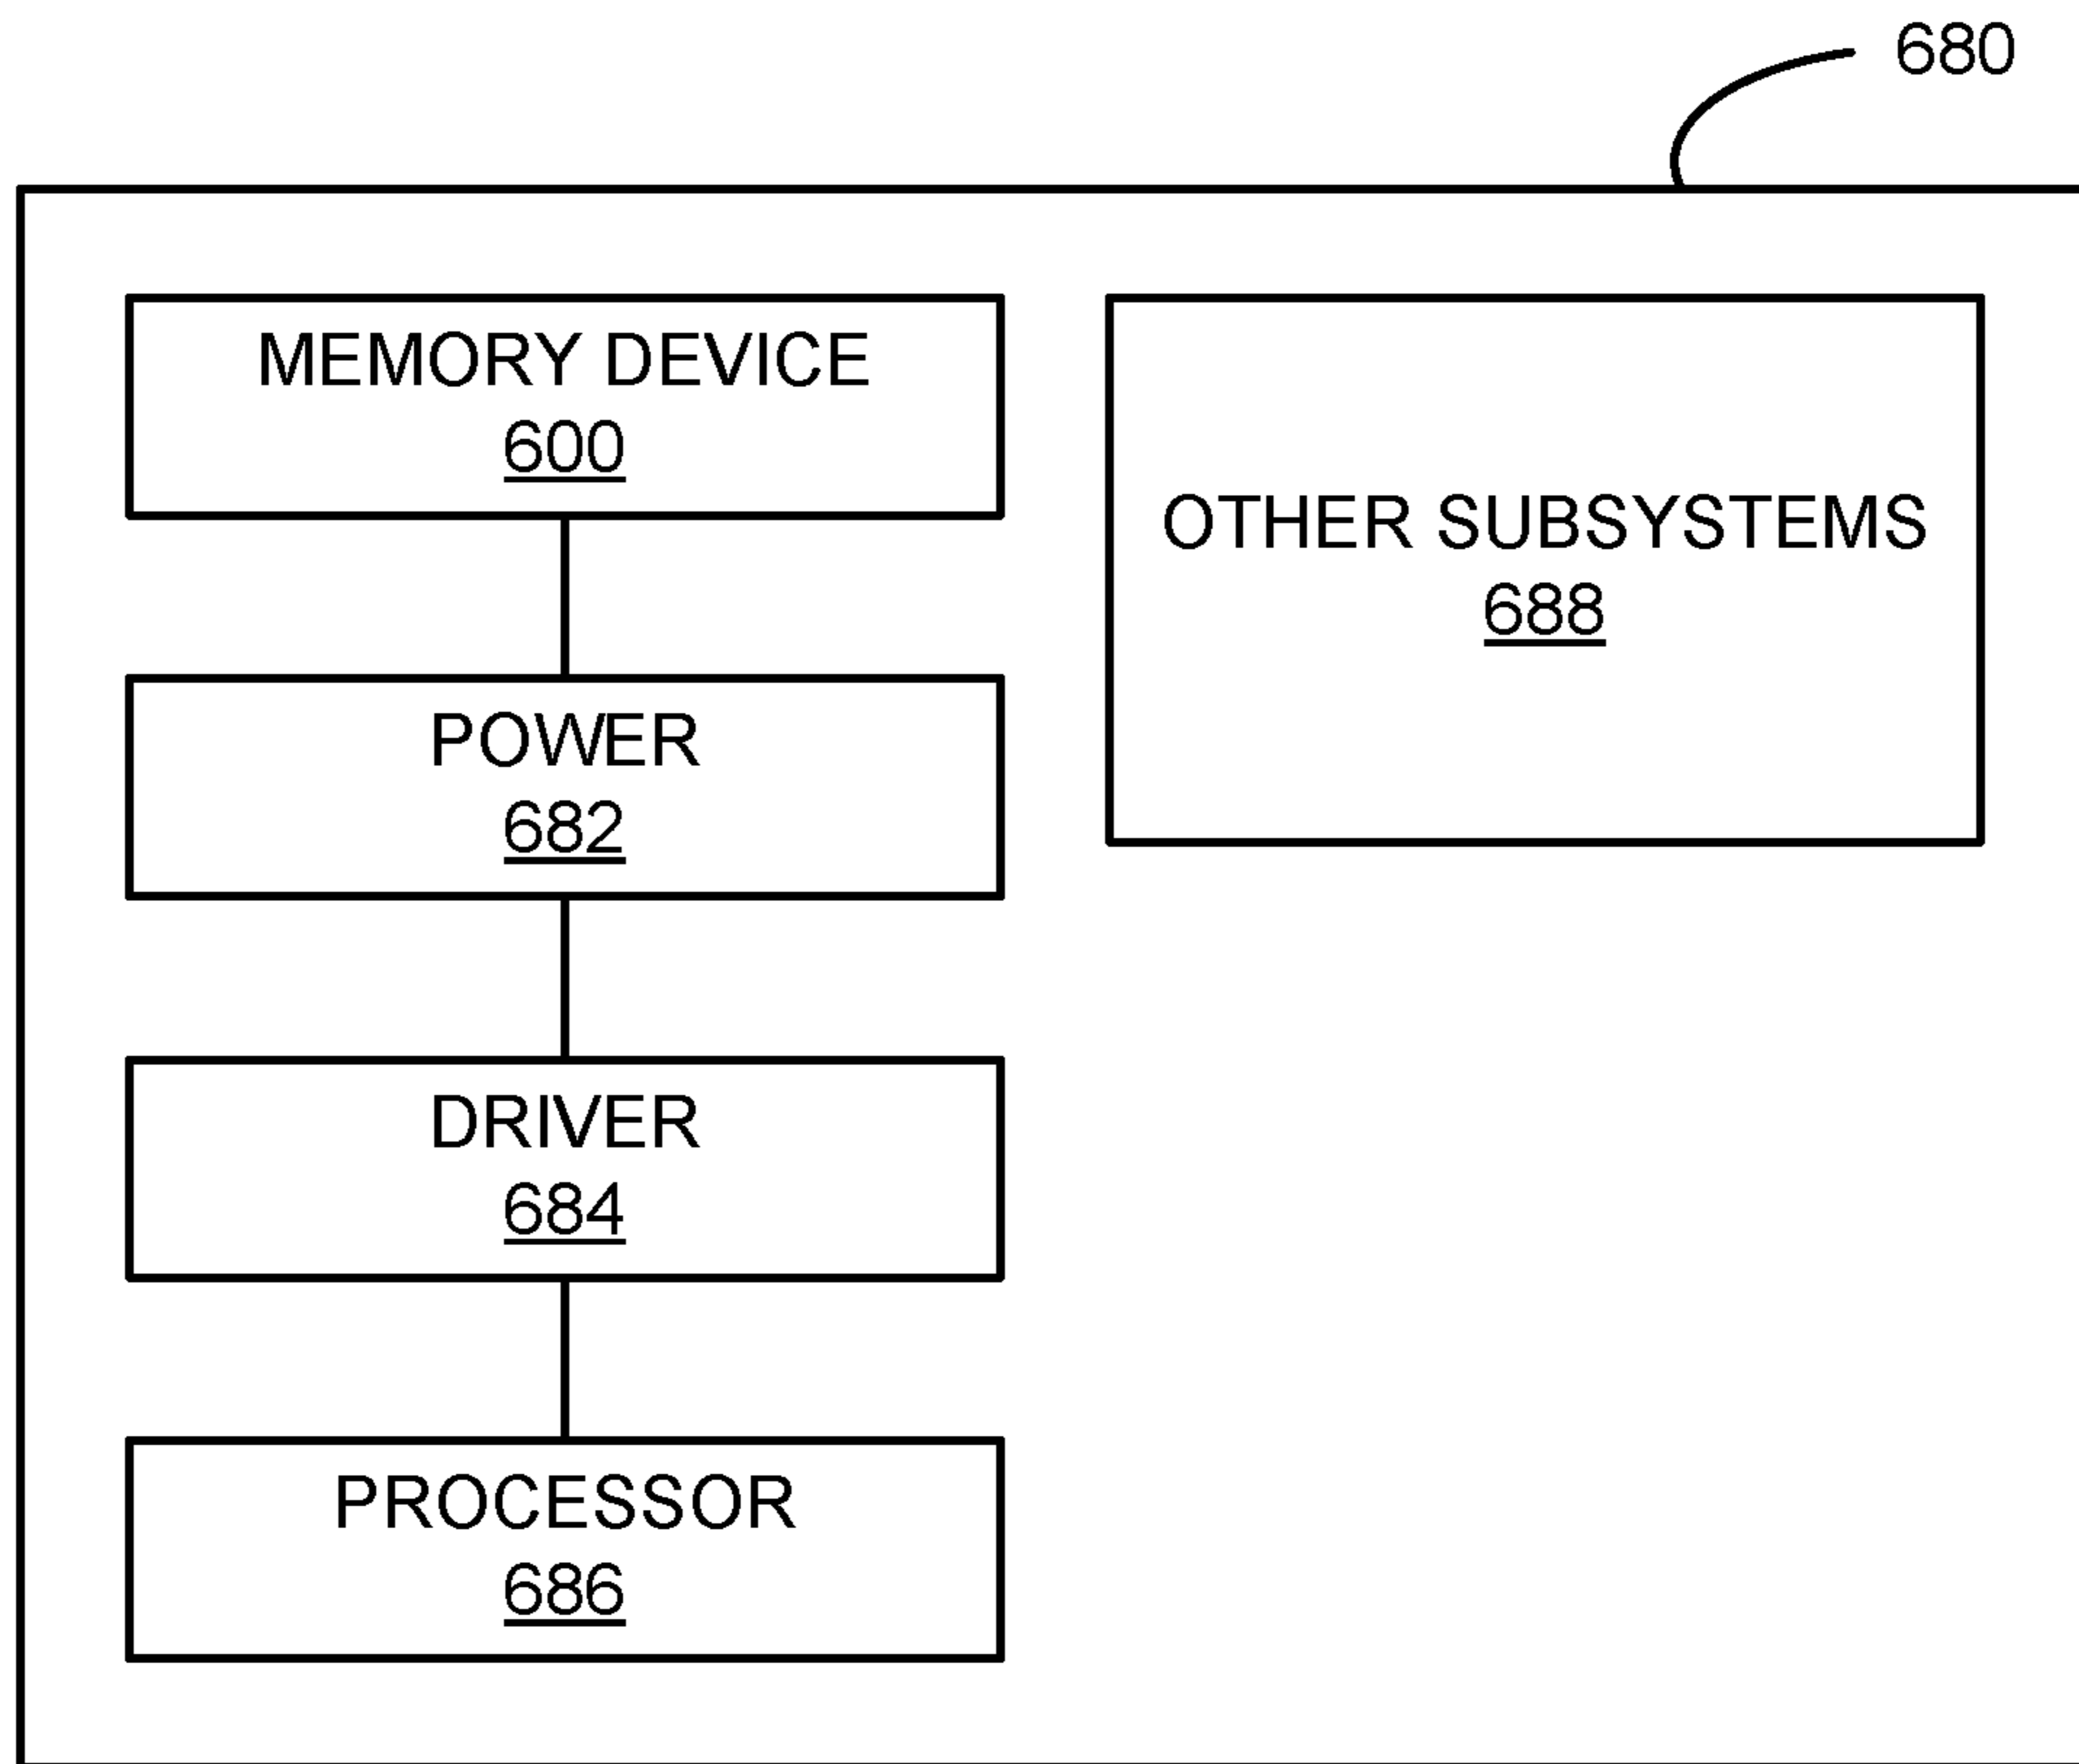 680
MEMORY DEVICE
600
OTHER SUBSYSTEMS
688
POWER
682
DRIVER
684
PROCESSOR
686